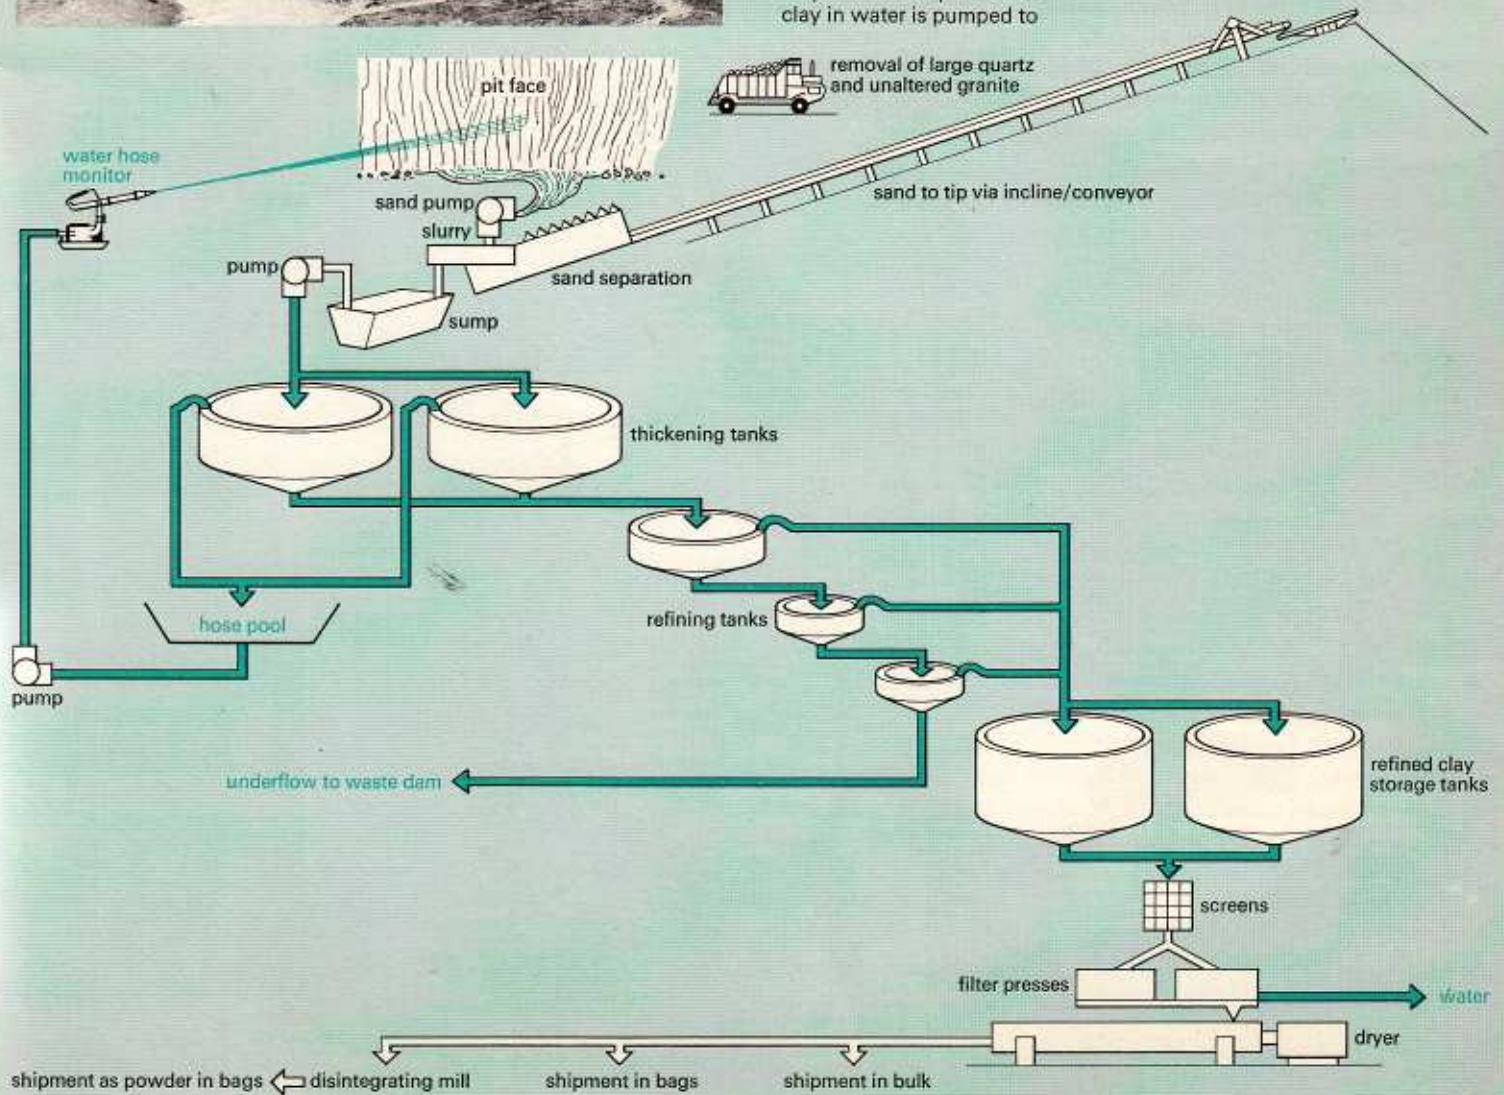 clay in water is pumped to
removal of large quartz
and unaltered granite
pit face
water hose
monitor
sand pump
slurry
sand to tip via incline/conveyor
pump
sand separation
sump
thickening tanks
hose pool
refining tanks
pump
underflow to waste dam
refined clay
storage tanks
screens
filter presses
water
dryer
shipment as powder in bags
disintegrating mill
shipment in bags
shipment in bulk